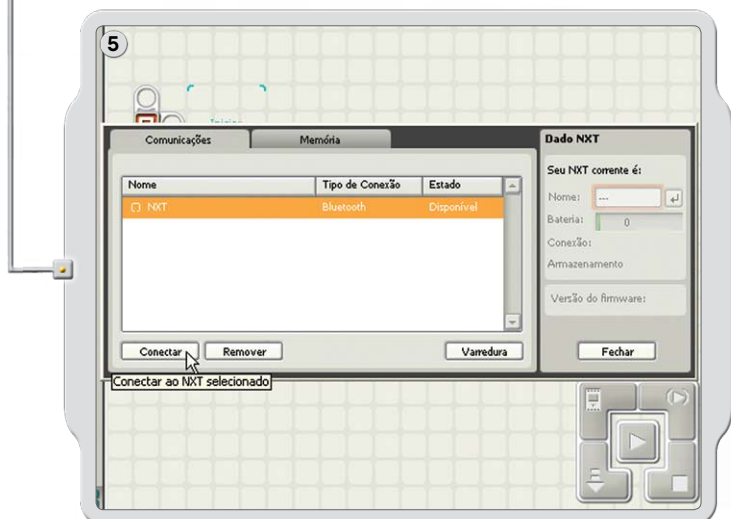 5
Iniciar
Comunicações
Memória
Nome
Tipo de Conexão
Estado
NXT
Bluetooth
Disponível
Conectar
Remover
Varredura
Conectar ao NXT selecionado
Dado NXT
Seu NXT corrente é:
Nome: ---
Bateria: 0
Conexão:
Armazenamento
Versão do firmware:
Fechar